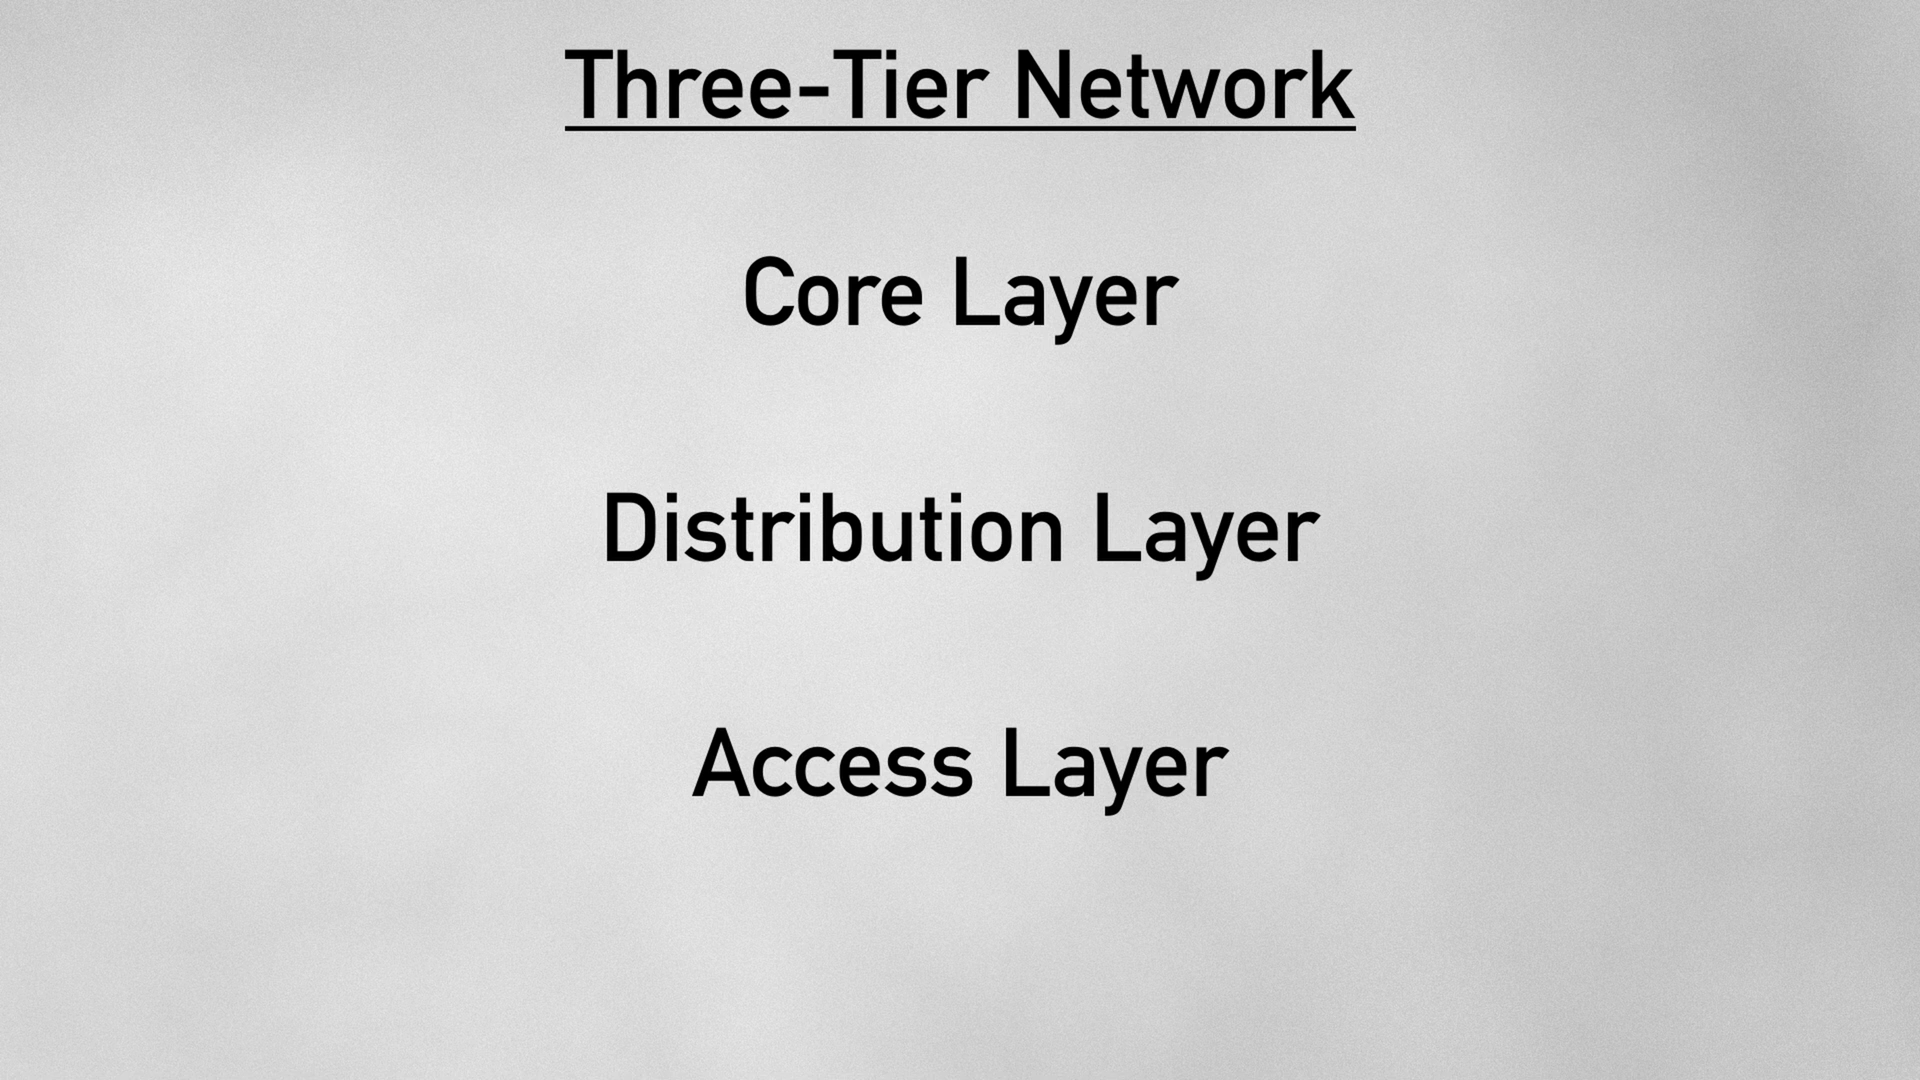 Three-Tier Network
Core Layer
Distribution Layer
Access Layer